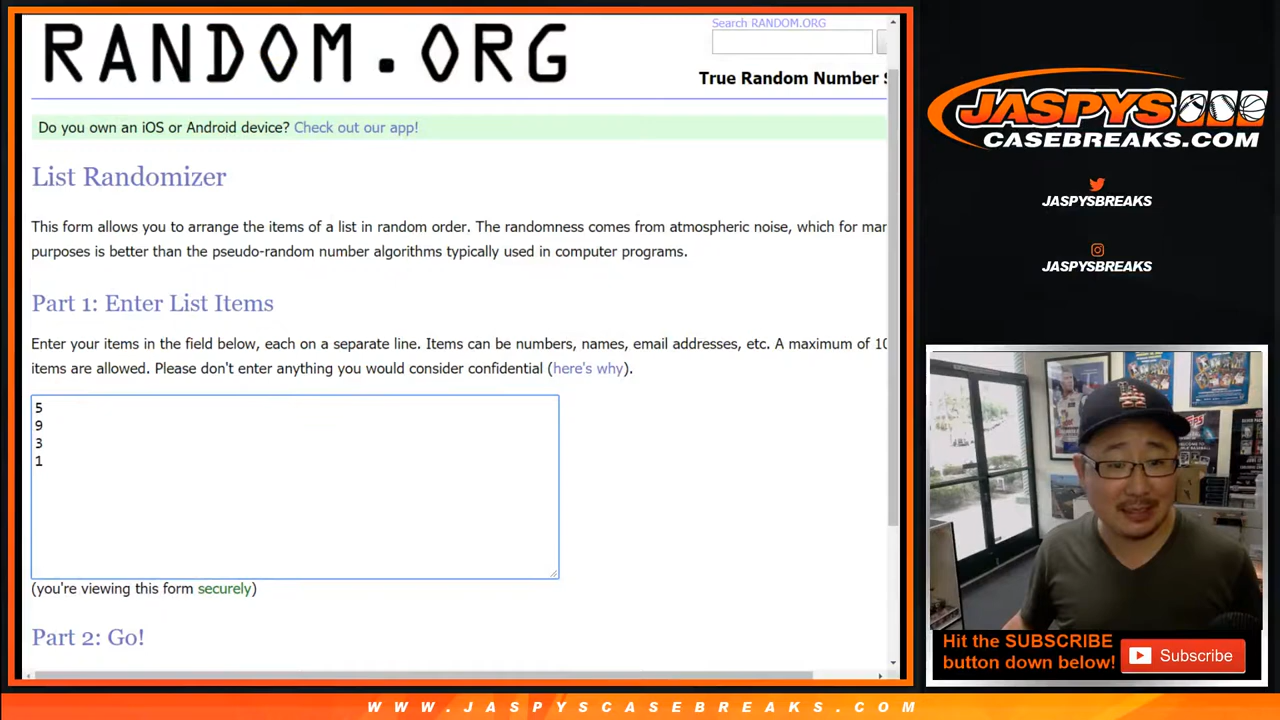 RANDOM.ORG
Search RANDOM.ORG
True Random Number S
Do you own an iOS or Android device? Check out our app!
List Randomizer
This form allows you to arrange the items of a list in random order. The randomness comes from atmospheric noise, which for mar
purposes is better than the pseudo-random number algorithms typically used in computer programs.
Part 1: Enter List Items
Enter your items in the field below, each on a separate line. Items can be numbers, names, email addresses, etc. A maximum of 10
items are allowed. Please don't enter anything you would consider confidential (here's why).
5
9
3
1
(you're viewing this form securely)
Part 2: Go!
JASPYS
CASEBREAKS.COM
JASPYSBREAKS
JASPYSBREAKS
Hit the SUBSCRIBE
button down below!
Subscribe
WWW.JASPYSCASEBREAKS.COM